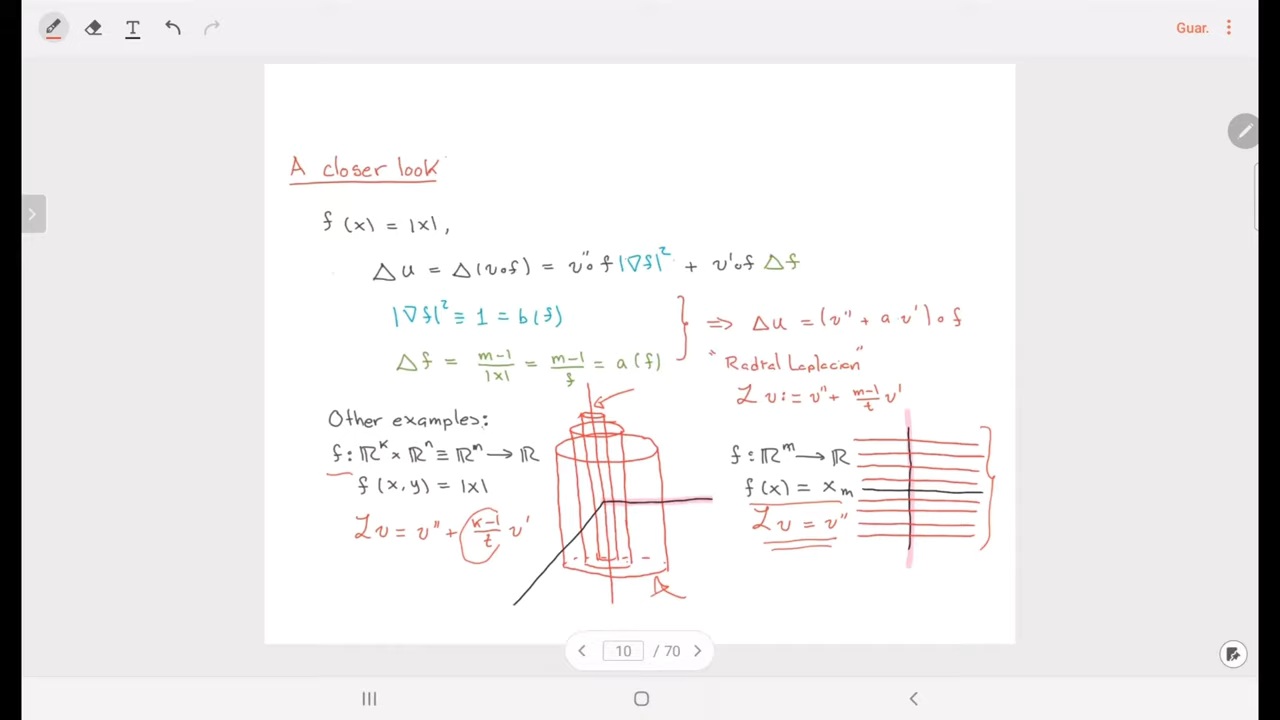 Guar.
A closer look
f(x) = |x|,
Δu = Δ(v∘f) = v''∘f |∇f|² + v'∘f Δf
|∇f|² ≡ 1 = b(f)
⇒ Δu = (v'' + a v')∘f
Δf = m-1/|x| = m-1/f = a(f)
"Radial Laplacian"
ℒv := v'' + m-1/t v'
Other examples:
f: ℝᵏ × ℝⁿ ≡ ℝᵐ → ℝ
f(x,y) = |x|
ℒv = v'' + k-1/t v'
f: ℝᵐ → ℝ
f(x) = xₘ
ℒv = v''
10 / 70